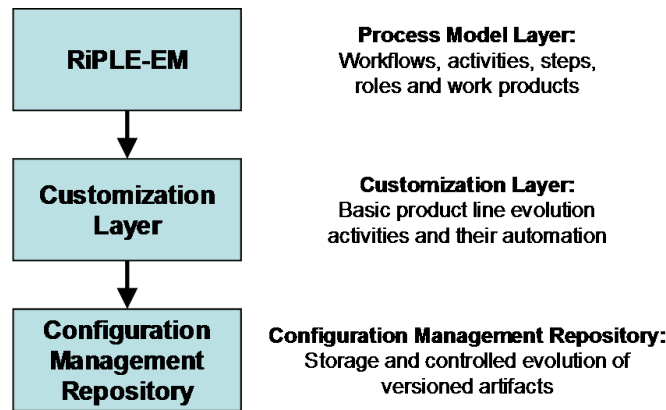 RiPLE-EM
Process Model Layer:
Workflows, activities, steps,
roles and work products
Customization
Layer
Customization Layer:
Basic product line evolution
activities and their automation
Configuration
Management
Repository
Configuration Management Repository:
Storage and controlled evolution of
versioned artifacts